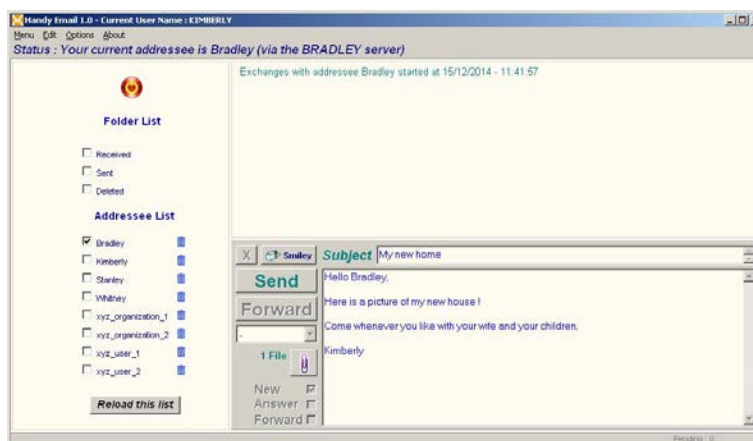 Handy Email 1.0 - Current User Name : KIMBERLY
Menu Edit Options About
Status : Your current addressee is Bradley (via the BRADLEY server)
Folder List
Received
Sent
Deleted
Addressee List
Bradley
Kimberly
Stanley
Whitney
xyz_organization_1
xyz_organization_2
xyz_user_1
xyz_user_2
Reload this list
Exchanges with addressee Bradley started at 15/12/2014 - 11:41:57
X Smiley Subject My new home
Send
Forward
-
1 File
New
Answer
Forward
Hello Bradley,
Here is a picture of my new house !
Come whenever you like with your wife and your children.
Kimberly
Pending : 0